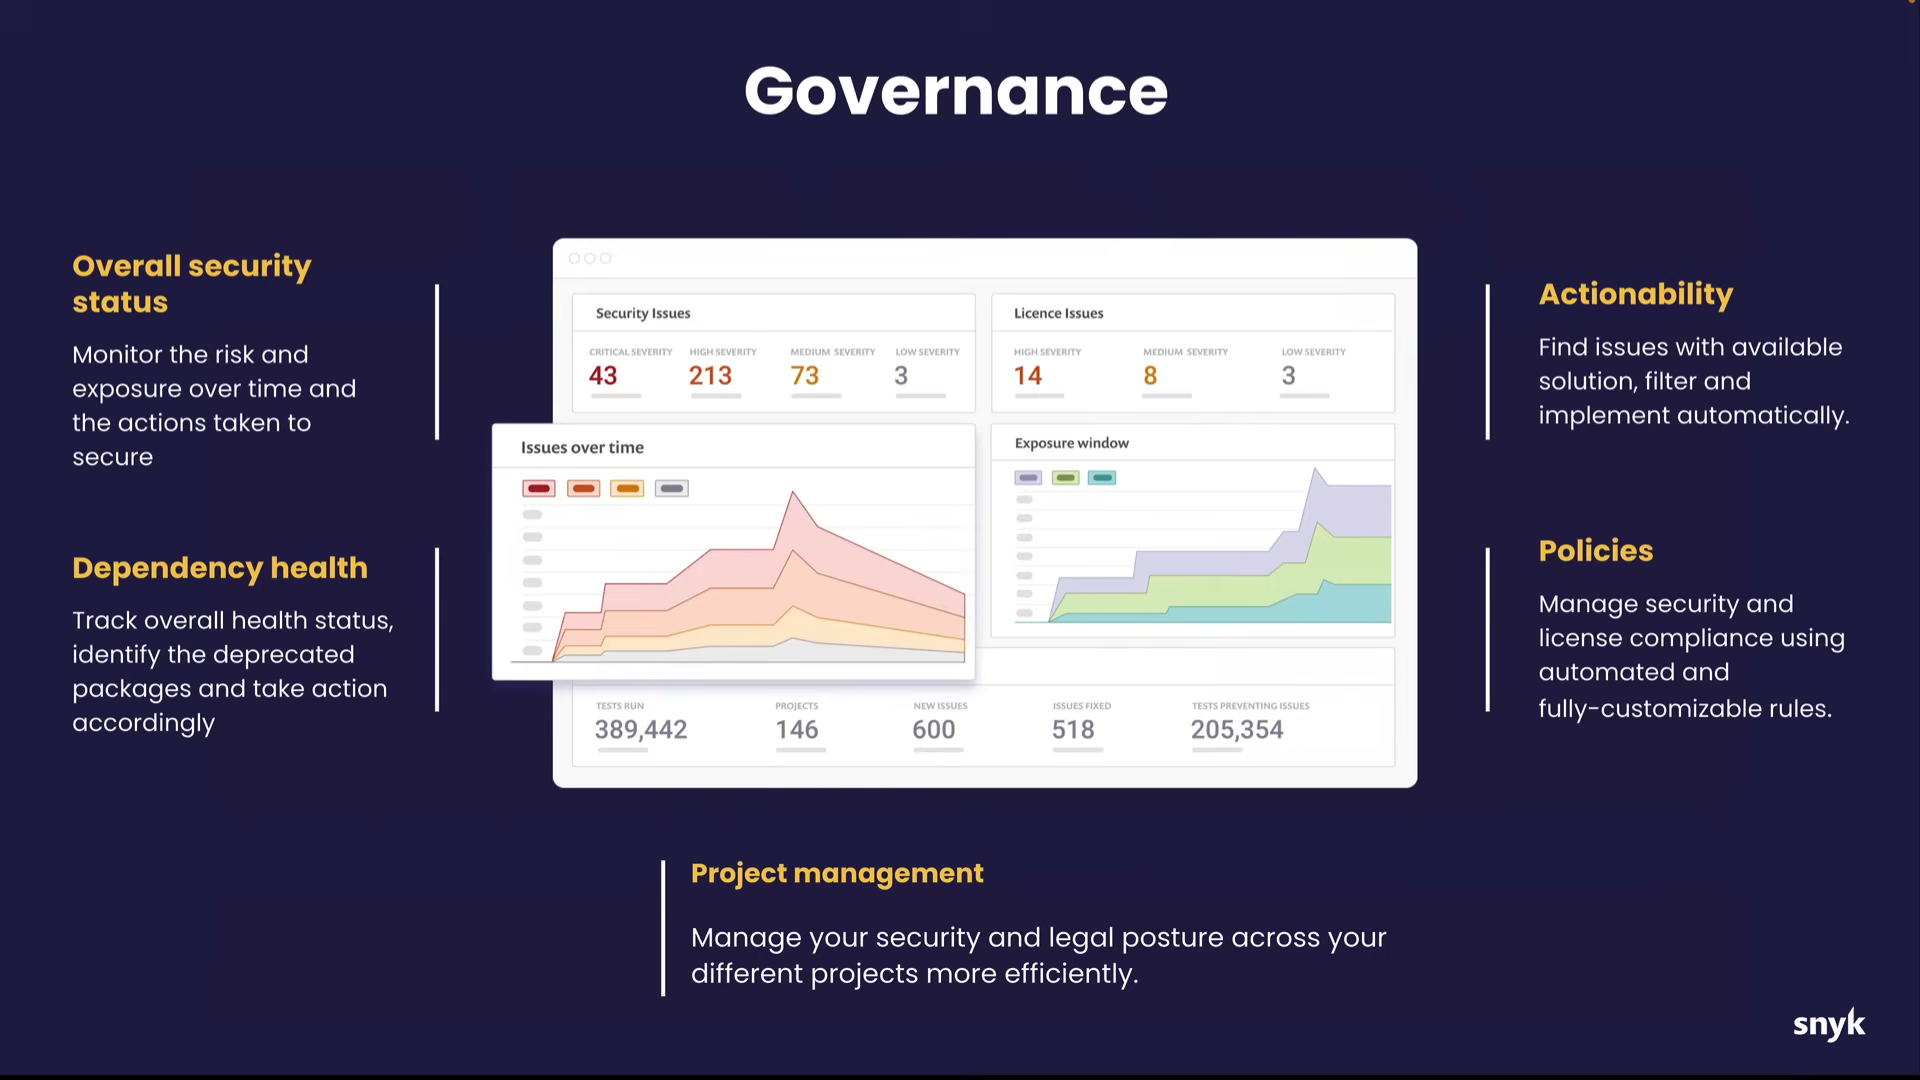 Governance
Overall security
status
Monitor the risk and
exposure over time and
the actions taken to
secure
Dependency health
Track overall health status,
identify the deprecated
packages and take action
accordingly
Security Issues
CRITICAL SEVERITY HIGH SEVERITY MEDIUM SEVERITY LOW SEVERITY
43 213 73 3
Licence Issues
HIGH SEVERITY MEDIUM SEVERITY LOW SEVERITY
14 8 3
Issues over time
Exposure window
TESTS RUN PROJECTS NEW ISSUES ISSUES FIXED TESTS PREVENTING ISSUES
389,442 146 600 518 205,354
Actionability
Find issues with available
solution, filter and
implement automatically.
Policies
Manage security and
license compliance using
automated and
fully-customizable rules.
Project management
Manage your security and legal posture across your
different projects more efficiently.
snyk